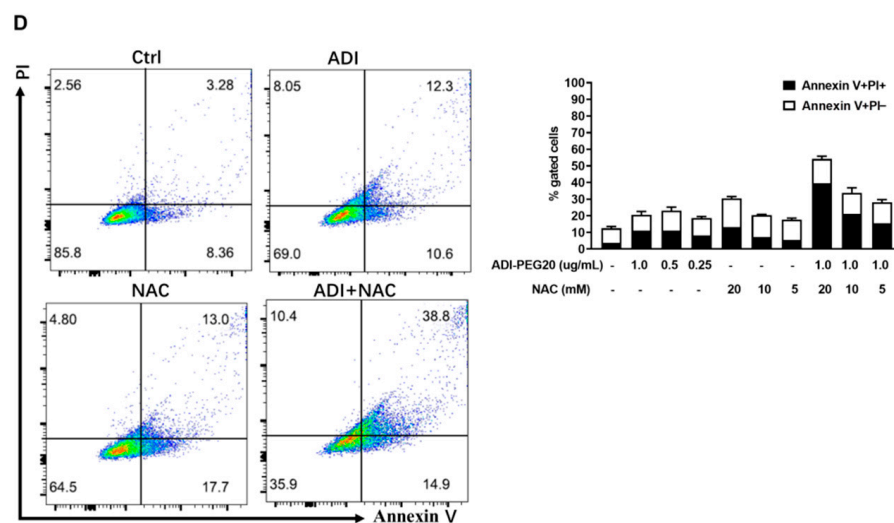 D
Ctrl
ADI
PI
2.56 3.28
8.05 12.3
85.8 8.36
69.0 10.6
NAC
ADI+NAC
4.80 13.0
10.4 38.8
64.5 17.7
35.9 14.9
Annexin V
Annexin V+PI+
Annexin V+PI−
% gated cells
100
90
80
70
60
50
40
30
20
10
0
ADI-PEG20 (ug/mL) - 1.0 0.5 0.25 - - - 1.0 1.0 1.0
NAC (mM) - - - - 20 10 5 20 10 5